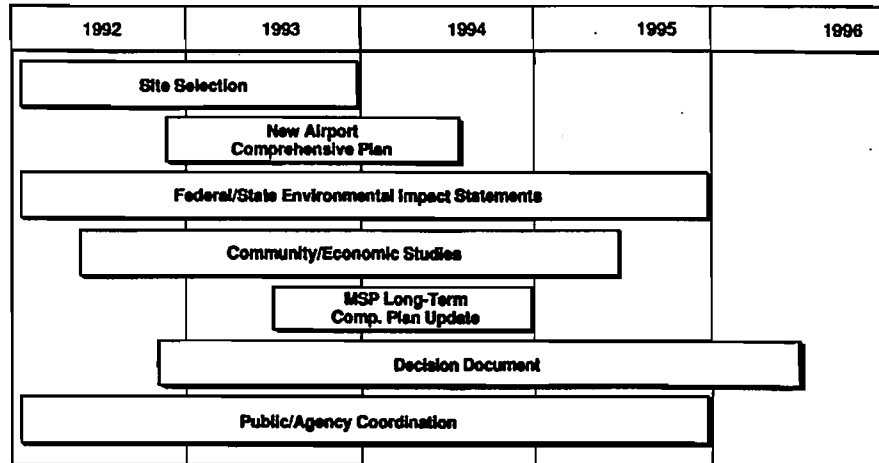 1992 1993 1994 1995 1996
Site Selection
New Airport
Comprehensive Plan
Federal/State Environmental Impact Statements
Community/Economic Studies
MSP Long-Term
Comp. Plan Update
Decision Document
Public/Agency Coordination